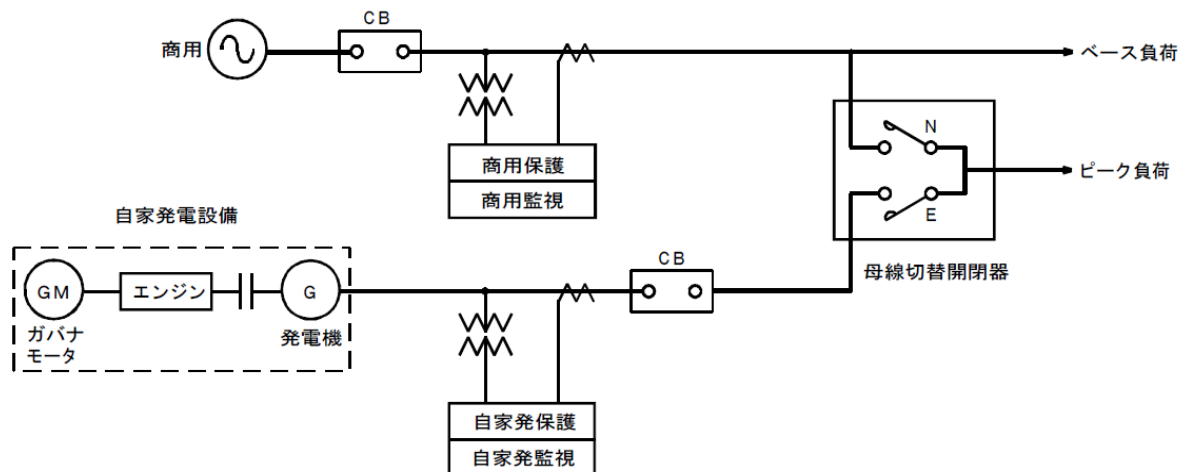 CB
商用
ベース負荷
N
商用保護
商用監視
ピーク負荷
E
自家発電設備
CB
母線切替開閉器
GM
エンジン
G
ガバナ
モータ
発電機
自家発保護
自家発監視